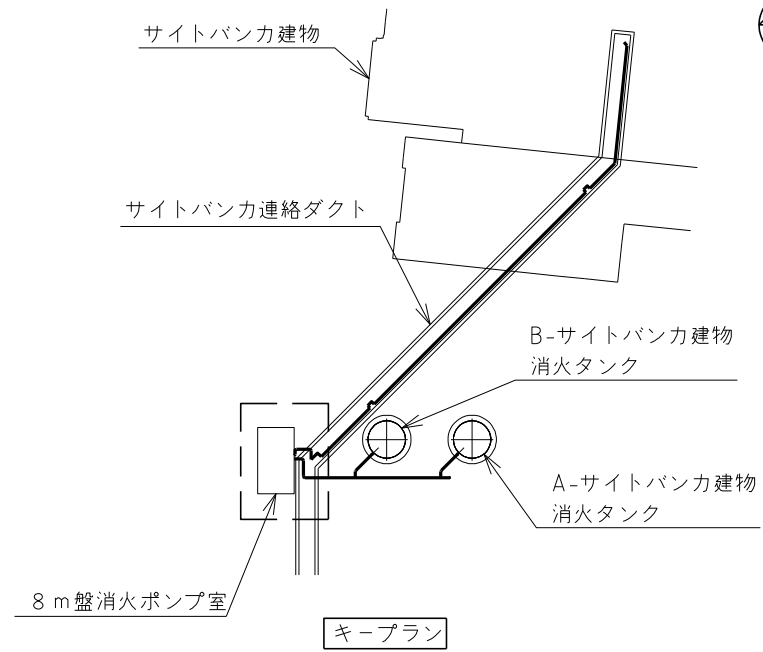 サイトバンカ建物
サイトバンカ連絡ダクト
B-サイトバンカ建物
消火タンク
A-サイトバンカ建物
消火タンク
8m盤消火ポンプ室
キープラン